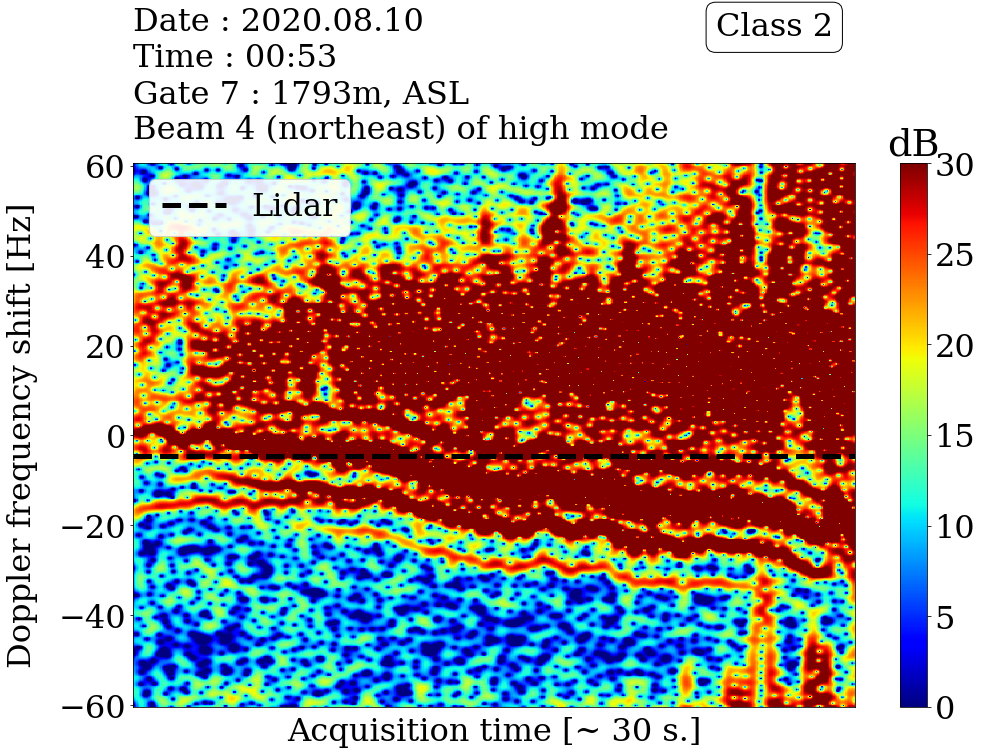 Date : 2020.08.10
Time : 00:53
Gate 7 : 1793m, ASL
Beam 4 (northeast) of high mode
Class 2
dB
Lidar
Doppler frequency shift [Hz]
60
40
20
0
−20
−40
−60
Acquisition time [~ 30 s.]
30
25
20
15
10
5
0